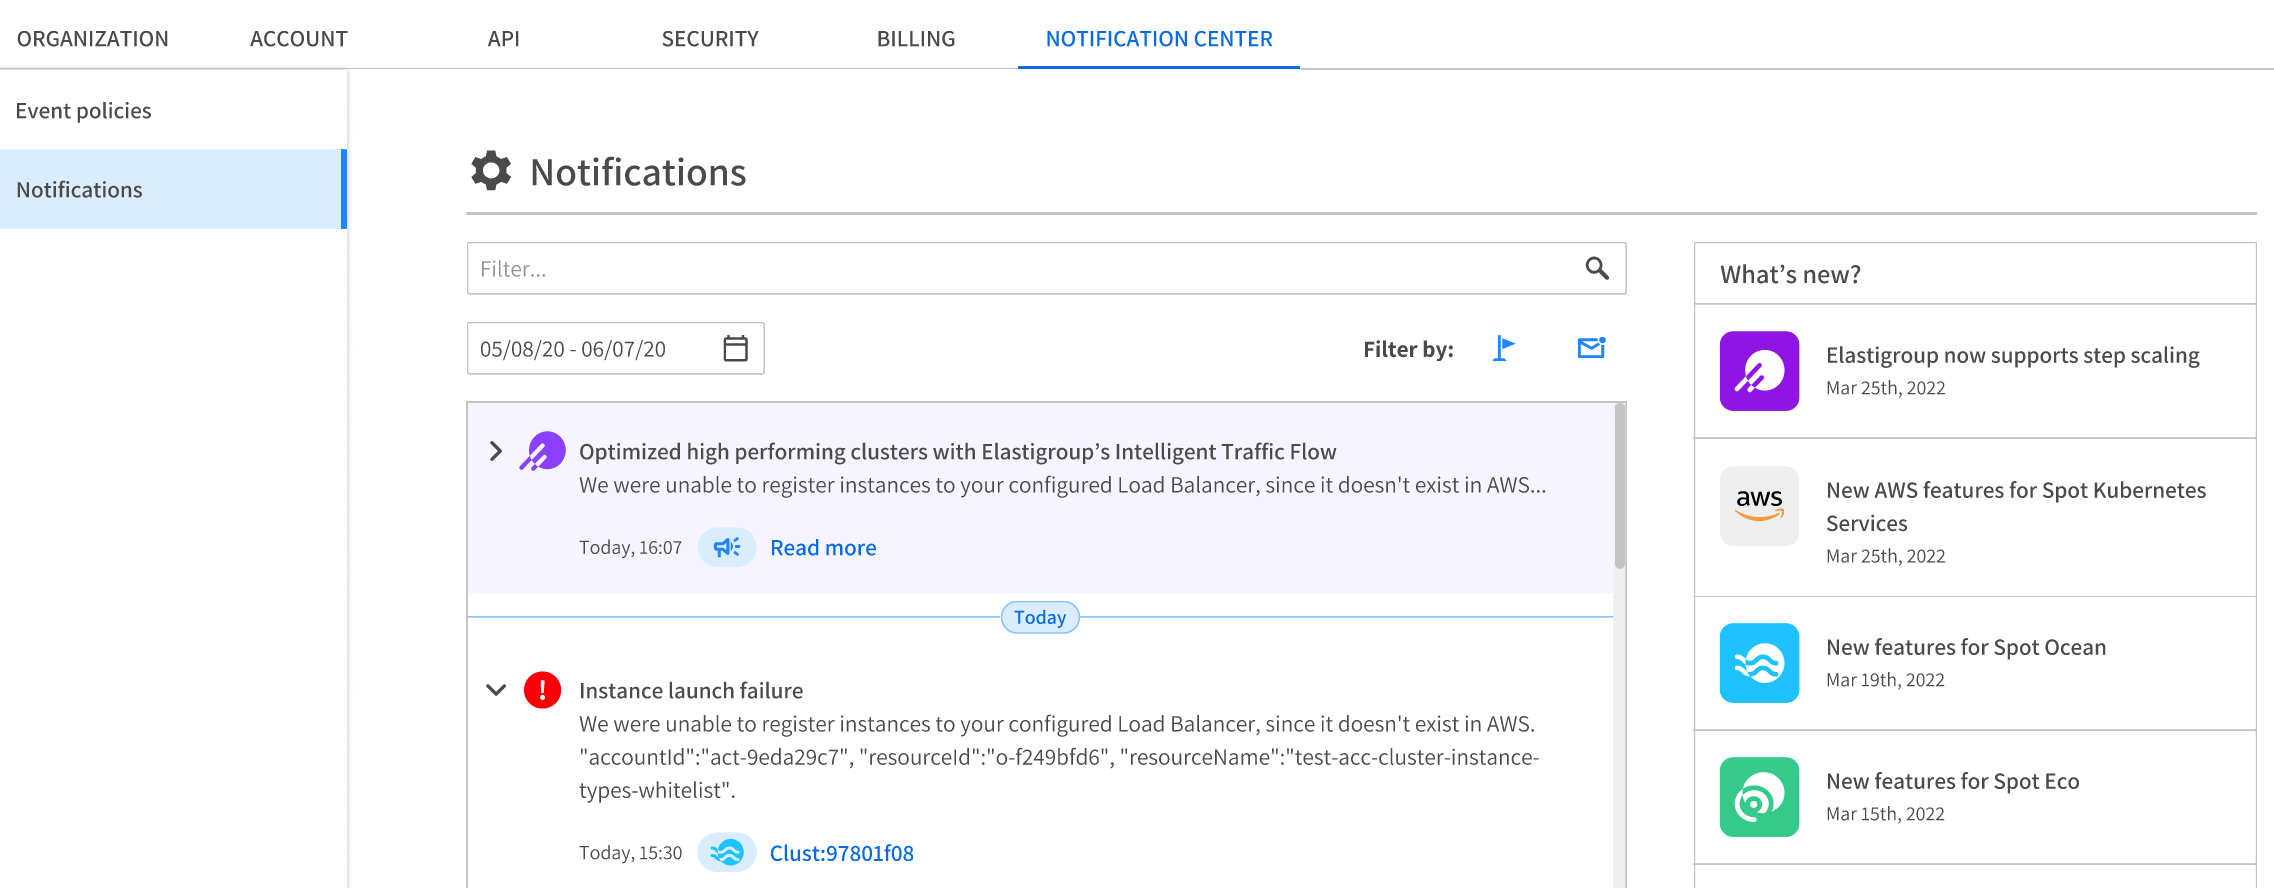 ORGANIZATION ACCOUNT API SECURITY BILLING NOTIFICATION CENTER
Event policies
Notifications
Notifications
Filter...
05/08/20 - 06/07/20
Filter by:
Optimized high performing clusters with Elastigroup’s Intelligent Traffic Flow
We were unable to register instances to your configured Load Balancer, since it doesn't exist in AWS...
Today, 16:07 Read more
Today
!
Instance launch failure
We were unable to register instances to your configured Load Balancer, since it doesn't exist in AWS.
"accountId":"act-9eda29c7", "resourceId":"o-f249bfd6", "resourceName":"test-acc-cluster-instance-
types-whitelist".
Today, 15:30 Clust:97801f08
What’s new?
Elastigroup now supports step scaling
Mar 25th, 2022
aws
New AWS features for Spot Kubernetes
Services
Mar 25th, 2022
New features for Spot Ocean
Mar 19th, 2022
New features for Spot Eco
Mar 15th, 2022